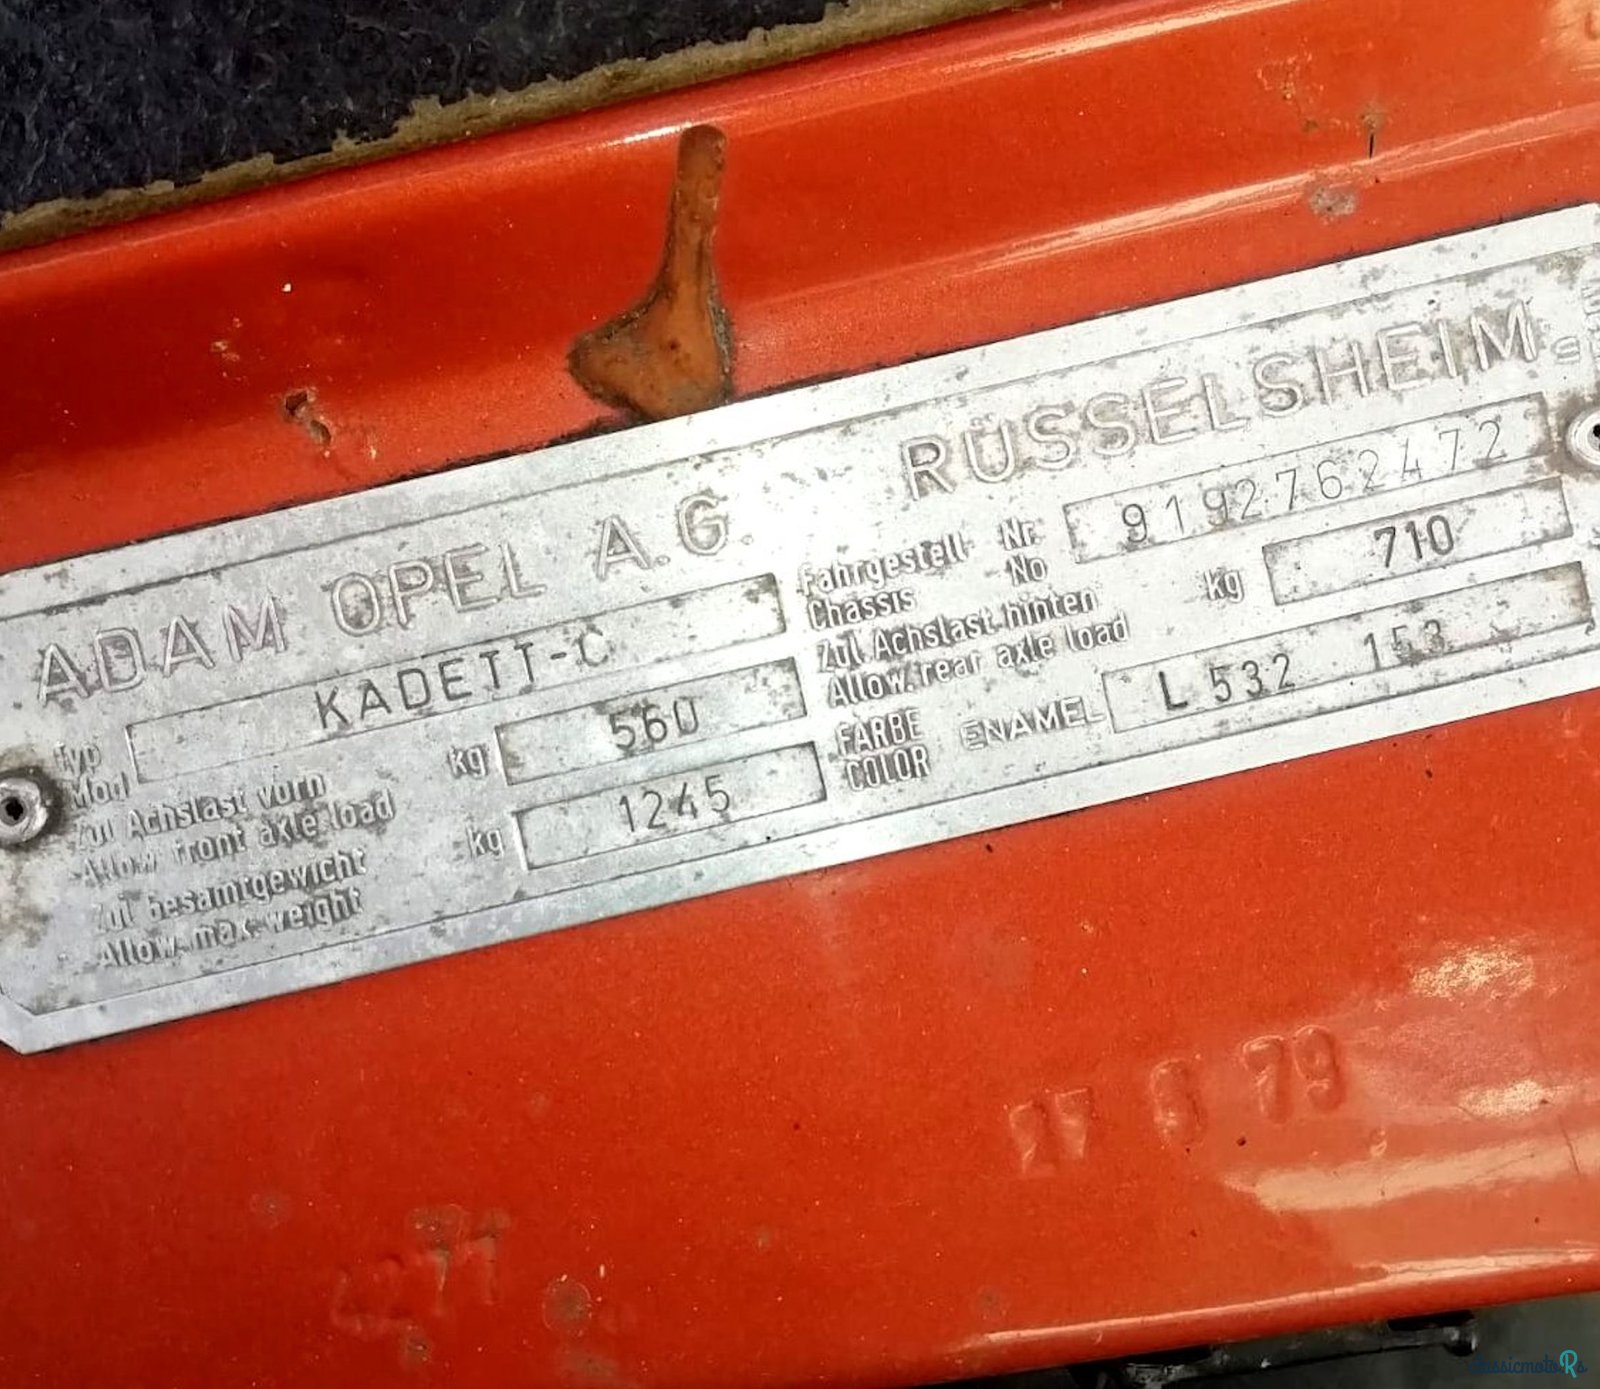 ADAM OPEL A.G. RÜSSELSHEIM
Typ
Mod
KADETT-C
Zul Achslast vorn
Allow. front axle load
kg 560
Zul Gesamtgewicht
Allow. max. weight
kg 1245
Fahrgestell- Nr.
Chassis No
9192762472
Zul Achslast hinten
Allow. rear axle load
kg 710
FARBE
COLOR
ENAMEL L 532 153
27 6 79